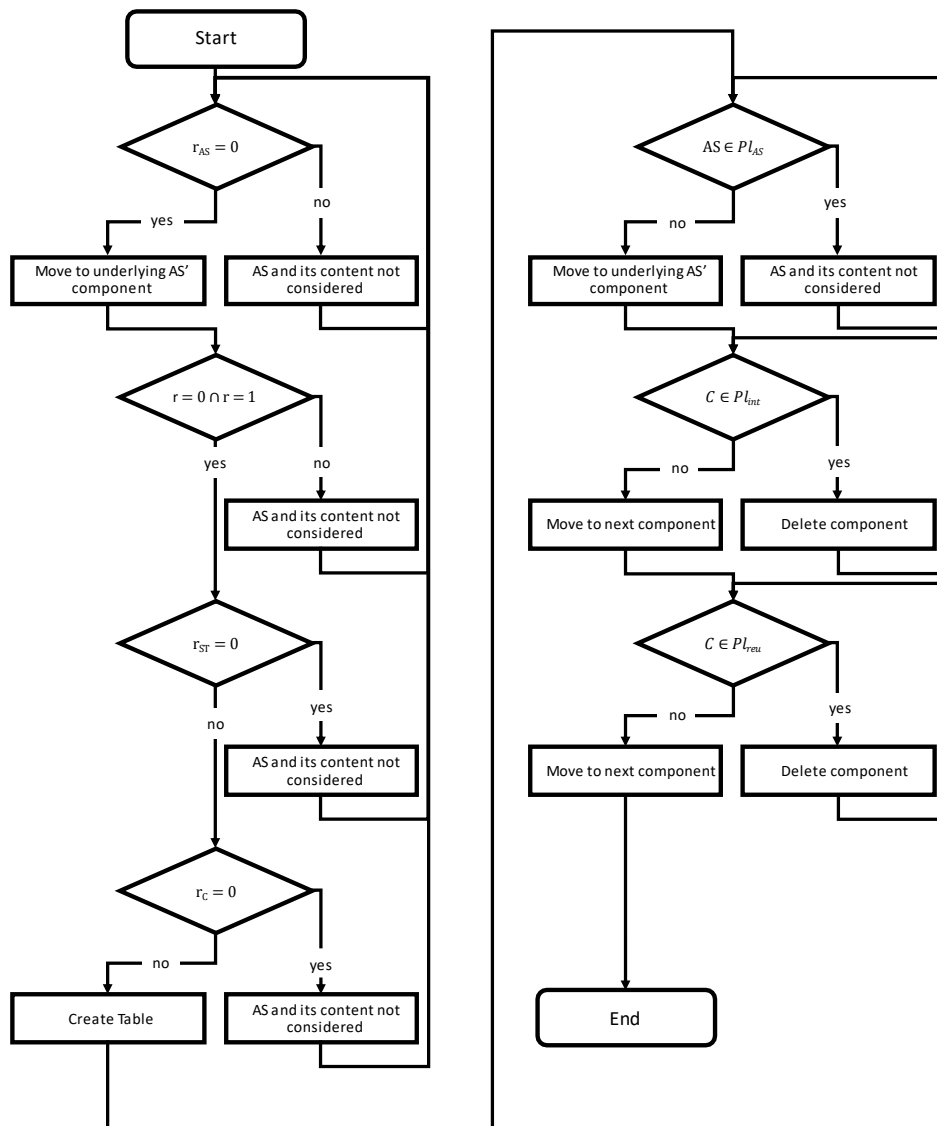 Start
r_AS = 0
yes
no
Move to underlying AS’
component
AS and its content not
considered
r = 0 ∩ r = 1
yes
no
AS and its content not
considered
r_ST = 0
no
yes
AS and its content not
considered
r_C = 0
no
yes
Create Table
AS and its content not
considered
AS ∈ Pl_AS
no
yes
Move to underlying AS’
component
AS and its content not
considered
C ∈ Pl_int
no
yes
Move to next component
Delete component
C ∈ Pl_reu
no
yes
Move to next component
Delete component
End